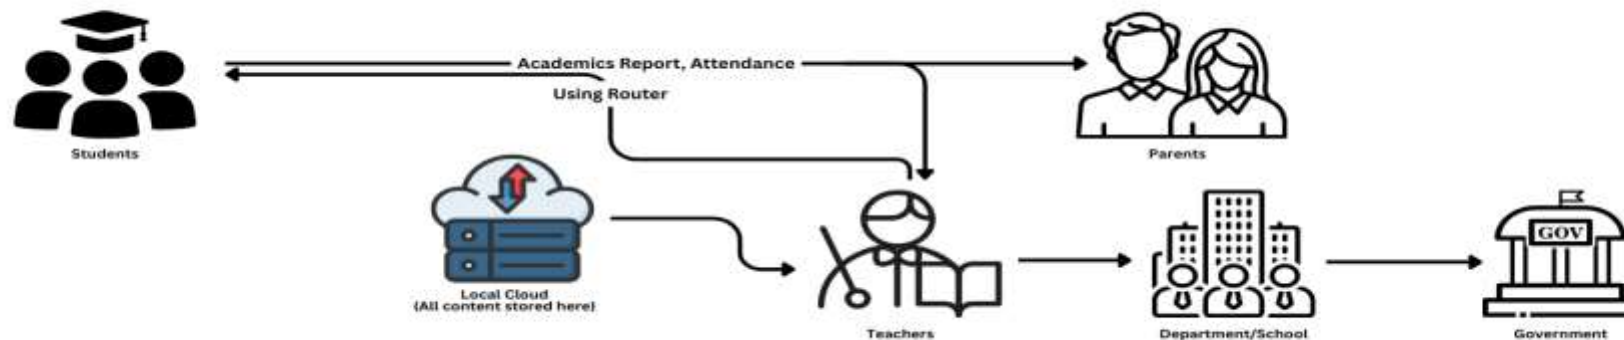 Academics Report, Attendance
Using Router
Students
Parents
GOV
Local Cloud
(All content stored here)
Teachers
Department/School
Government